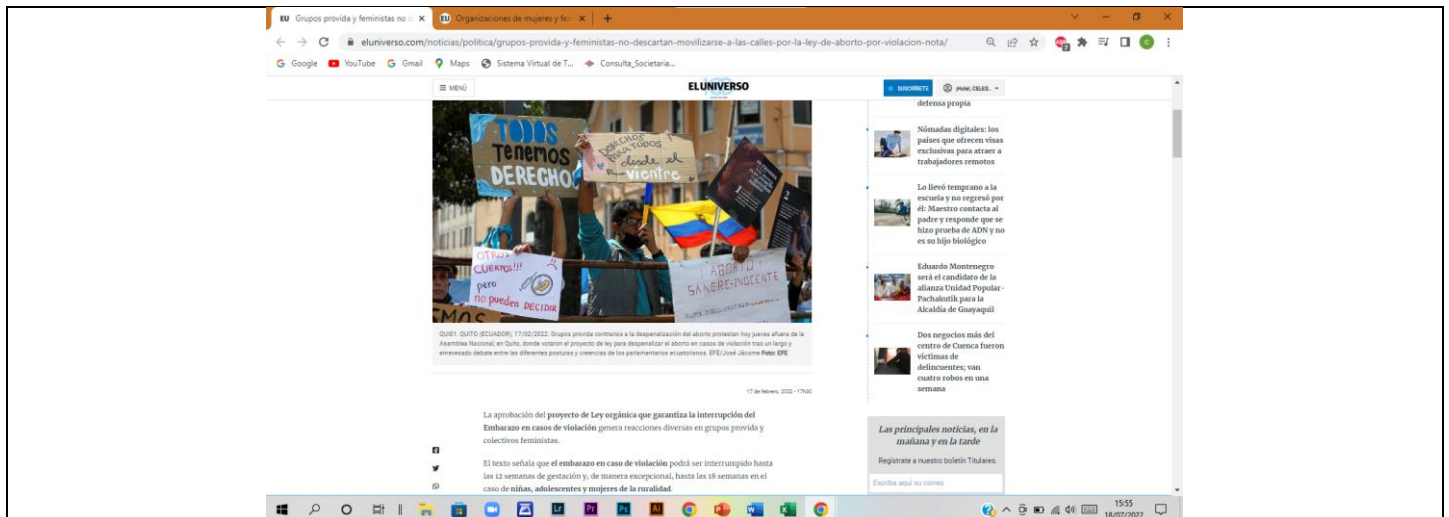 EU Grupos provida y feministas no d
EU Organizaciones de mujeres y fem
eluniverso.com/noticias/politica/grupos-provida-y-feministas-no-descartan-movilizarse-a-las-calles-por-la-ley-de-aborto-por-violacion-nota/
Google YouTube Gmail Maps Sistema Virtual de T... Consulta_Societaria...
MENÚ
EL UNIVERSO
SUSCRÍBETE
¡Hola!, CELES..
TODOS
Tenemos
DERECHO
DERECHOS
PARA TODOS
desde el
vientre
1
2
OTROS
CUERPOS!!!
pero
no pueden DECIDIR
ABORTO
SANGRE INOCENTE
EMOS
QUI01. QUITO (ECUADOR), 17/02/2022. Grupos provida contrarios a la despenalización del aborto protestan hoy jueves afuera de la
Asamblea Nacional, en Quito, donde votaron el proyecto de ley para despenalizar el aborto en casos de violación tras un largo y
enrevesado debate entre las diferentes posturas y creencias de los parlamentarios ecuatorianos. EFE/José Jácome Foto: EFE
17 de febrero, 2022 - 17h30
La aprobación del proyecto de Ley orgánica que garantiza la interrupción del
Embarazo en casos de violación genera reacciones diversas en grupos provida y
colectivos feministas.
El texto señala que el embarazo en caso de violación podrá ser interrumpido hasta
las 12 semanas de gestación y, de manera excepcional, hasta las 18 semanas en el
caso de niñas, adolescentes y mujeres de la ruralidad.
defensa propia
Nómadas digitales: los
países que ofrecen visas
exclusivas para atraer a
trabajadores remotos
Lo llevó temprano a la
escuela y no regresó por
él: Maestro contacta al
padre y responde que se
hizo prueba de ADN y no
es su hijo biológico
Eduardo Montenegro
será el candidato de la
alianza Unidad Popular-
Pachakutik para la
Alcaldía de Guayaquil
Dos negocios más del
centro de Cuenca fueron
víctimas de
delincuentes; van
cuatro robos en una
semana
Las principales noticias, en la
mañana y en la tarde
Regístrate a nuestro boletín Titulares.
Escriba aquí su correo
15:55
18/07/2022